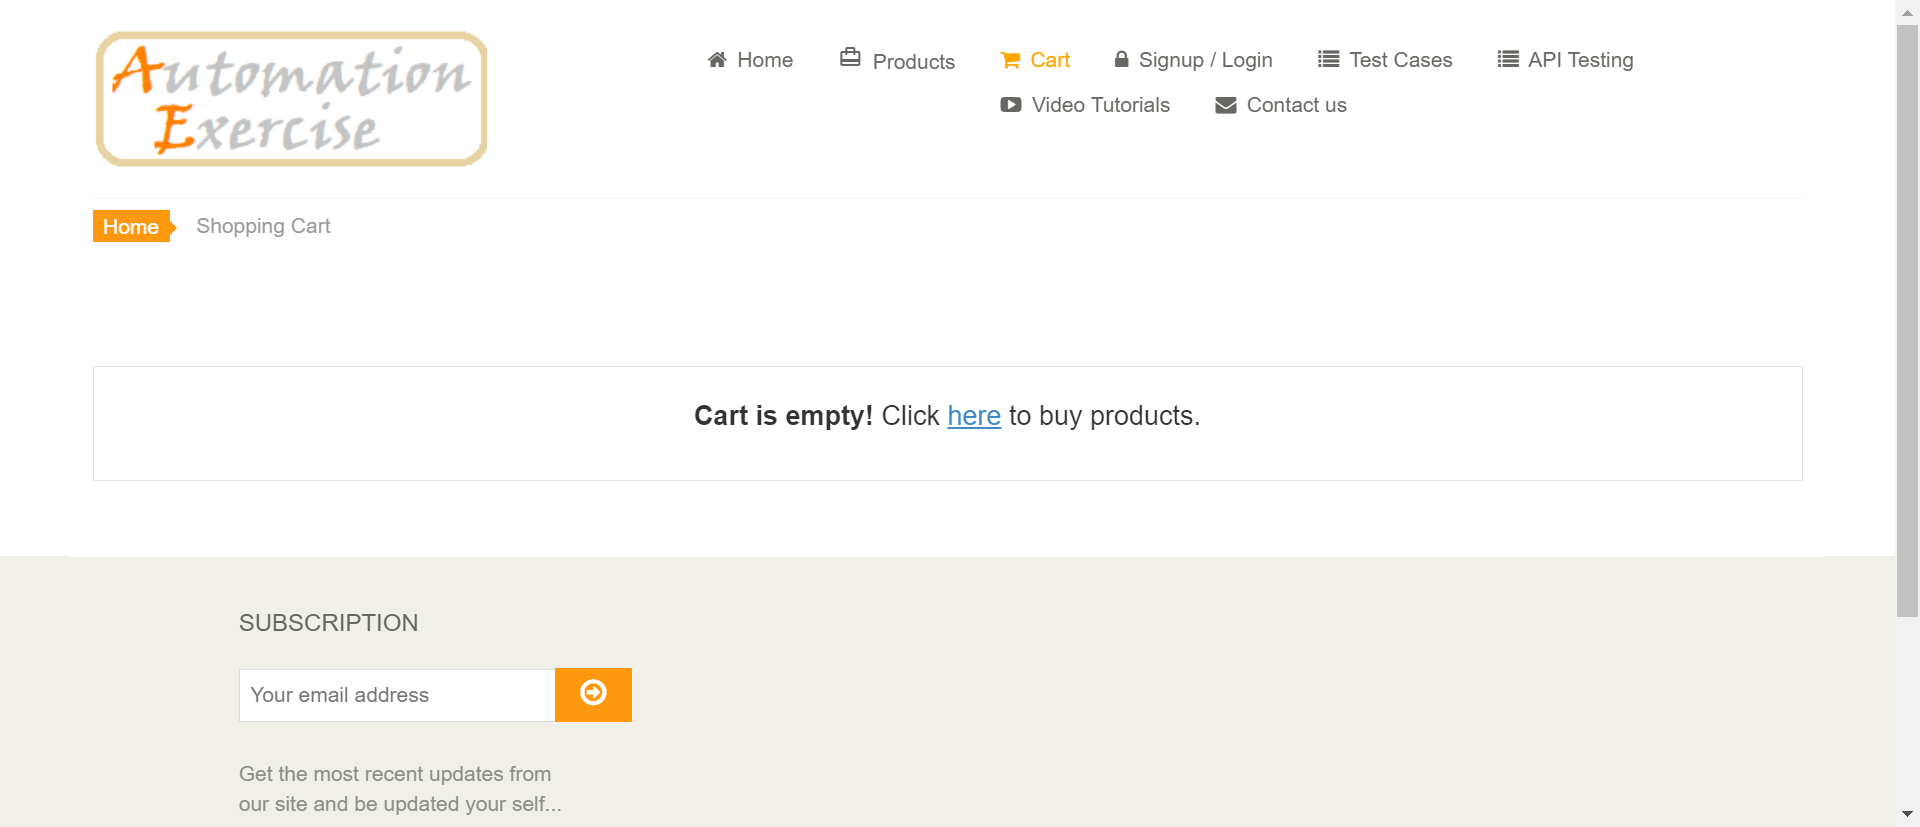 Automation
Exercise
Home Products Cart Signup / Login Test Cases API Testing
Video Tutorials Contact us
Home Shopping Cart
Cart is empty! Click here to buy products.
SUBSCRIPTION
Your email address
Get the most recent updates from
our site and be updated your self...